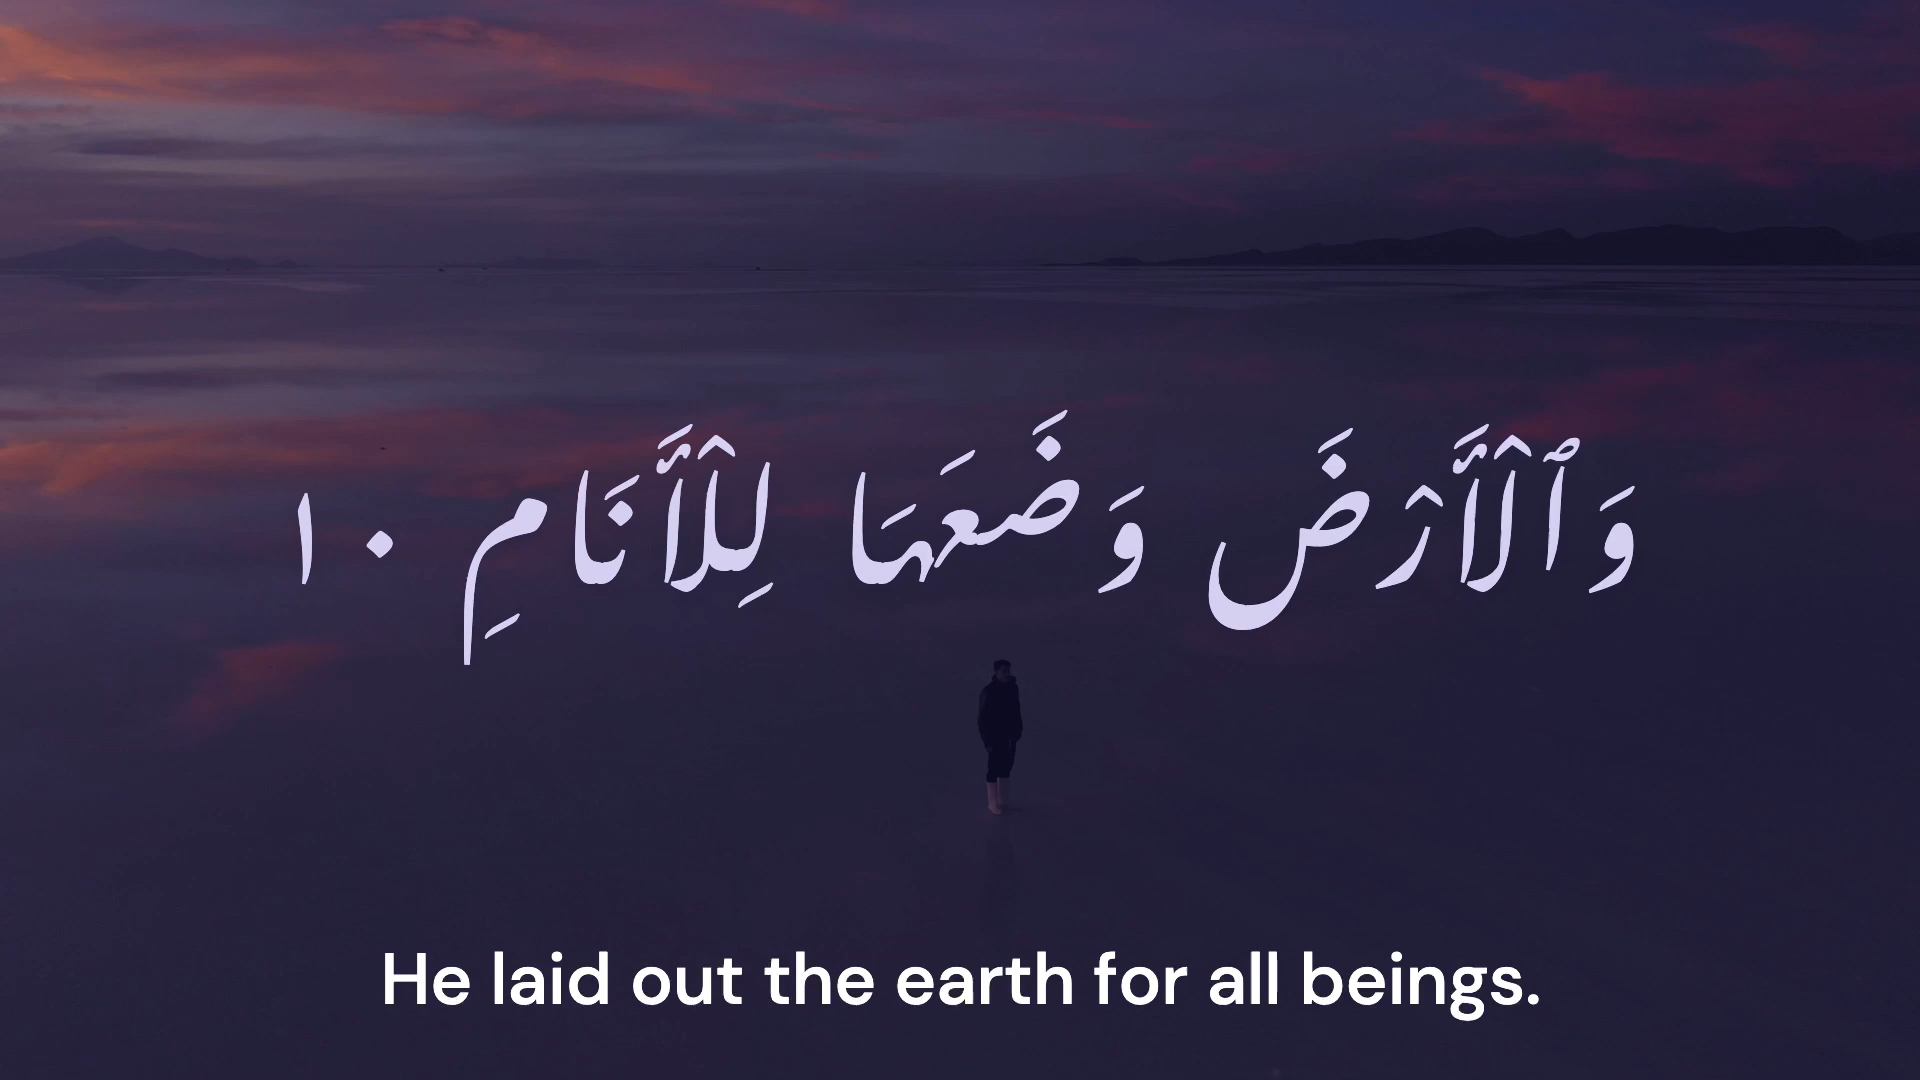 وَٱلْأَرْضَ وَضَعَهَا لِلْأَنَامِ ١٠
He laid out the earth for all beings.